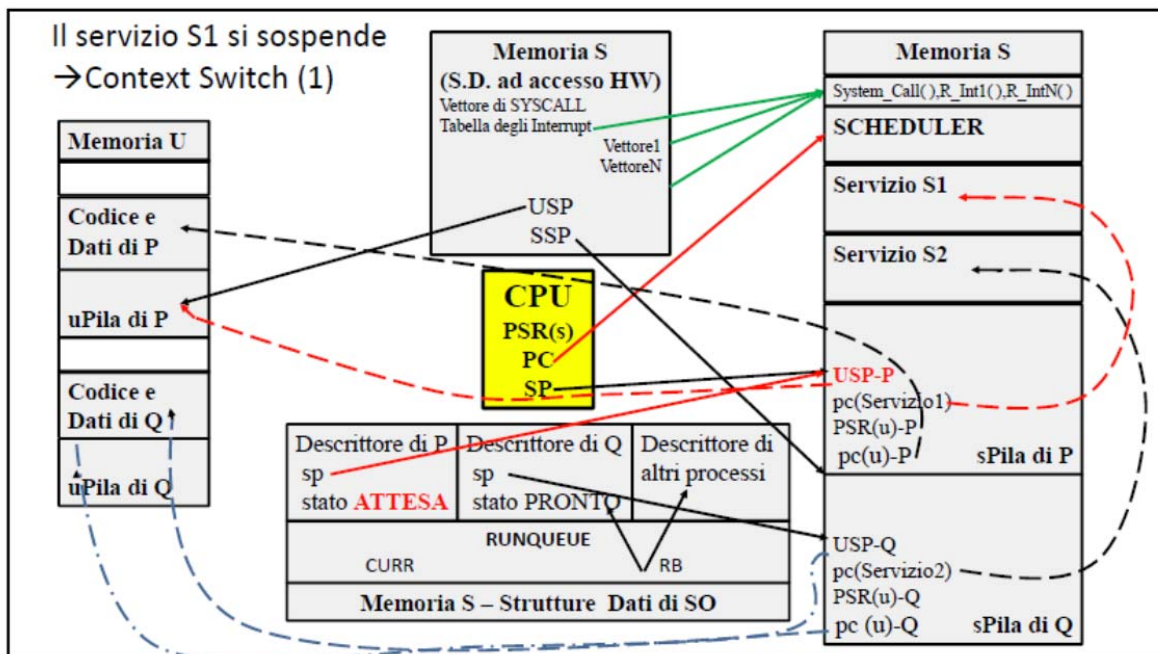 Il servizio S1 si sospende
→Context Switch (1)
Memoria U
Codice e
Dati di P
uPila di P
Codice e
Dati di Q
uPila di Q
Memoria S
(S.D. ad accesso HW)
Vettore di SYSCALL
Tabella degli Interrupt
Vettore1
VettoreN
USP
SSP
CPU
PSR(s)
PC
SP
Descrittore di P
sp
stato ATTESA
Descrittore di Q
sp
stato PRONTO
Descrittore di
altri processi
RUNQUEUE
CURR
RB
Memoria S – Strutture Dati di SO
Memoria S
System_Call(),R_Int1(),R_IntN()
SCHEDULER
Servizio S1
Servizio S2
USP-P
pc(Servizio1)
PSR(u)-P
pc(u)-P
sPila di P
USP-Q
pc(Servizio2)
PSR(u)-Q
pc (u)-Q
sPila di Q